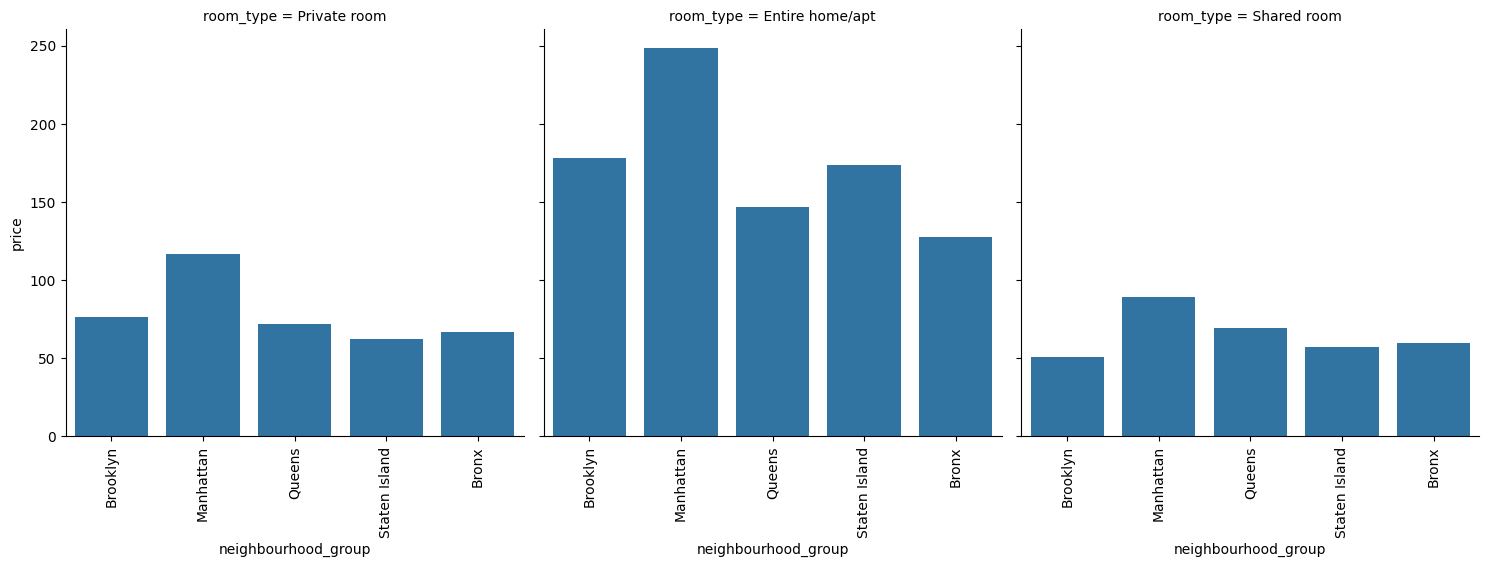 room_type = Private room
room_type = Entire home/apt
room_type = Shared room
price
250
200
150
100
50
0
Brooklyn
Manhattan
Queens
Staten Island
Bronx
neighbourhood_group
Brooklyn
Manhattan
Queens
Staten Island
Bronx
neighbourhood_group
Brooklyn
Manhattan
Queens
Staten Island
Bronx
neighbourhood_group